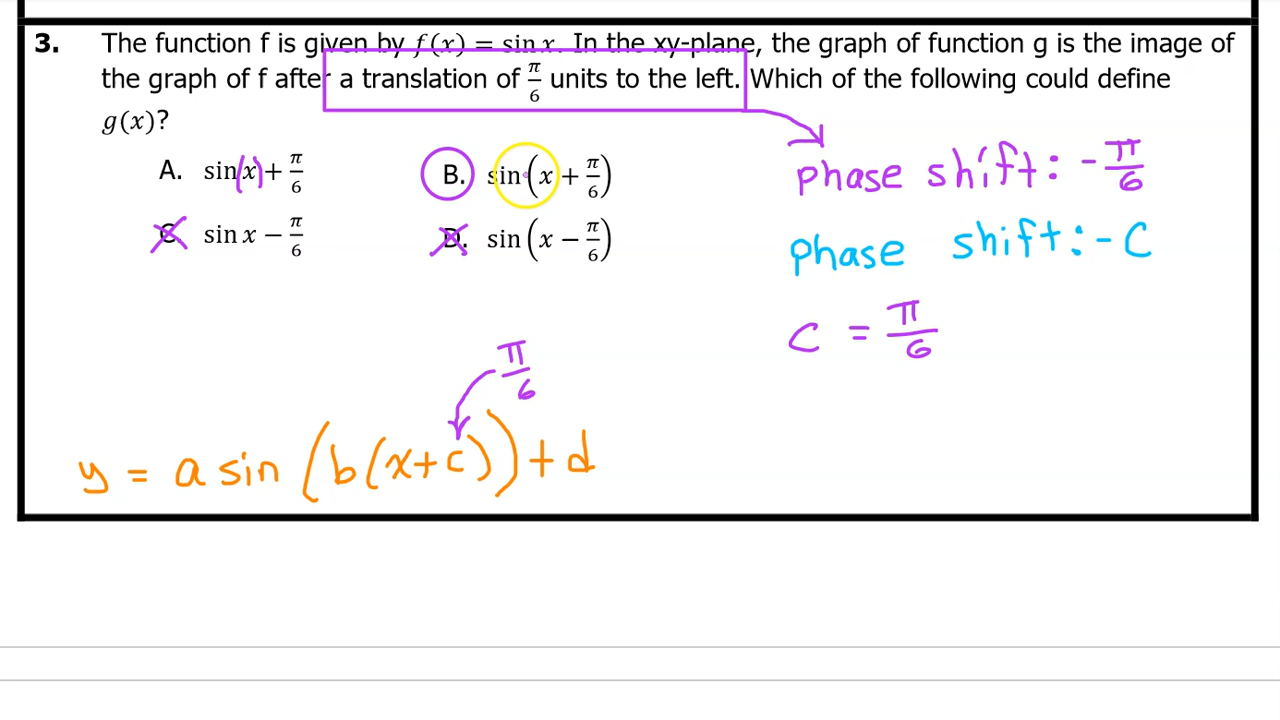 3. The function f is given by f(x) = sin x. In the xy-plane, the graph of function g is the image of
the graph of f after a translation of π/6 units to the left. Which of the following could define
g(x)?
A. sin(x) + π/6
B. sin(x + π/6)
C. sin x − π/6
D. sin(x − π/6)
phase shift: -π/6
phase shift: -C
C = π/6
π/6
y = a sin (b(x+c)) + d